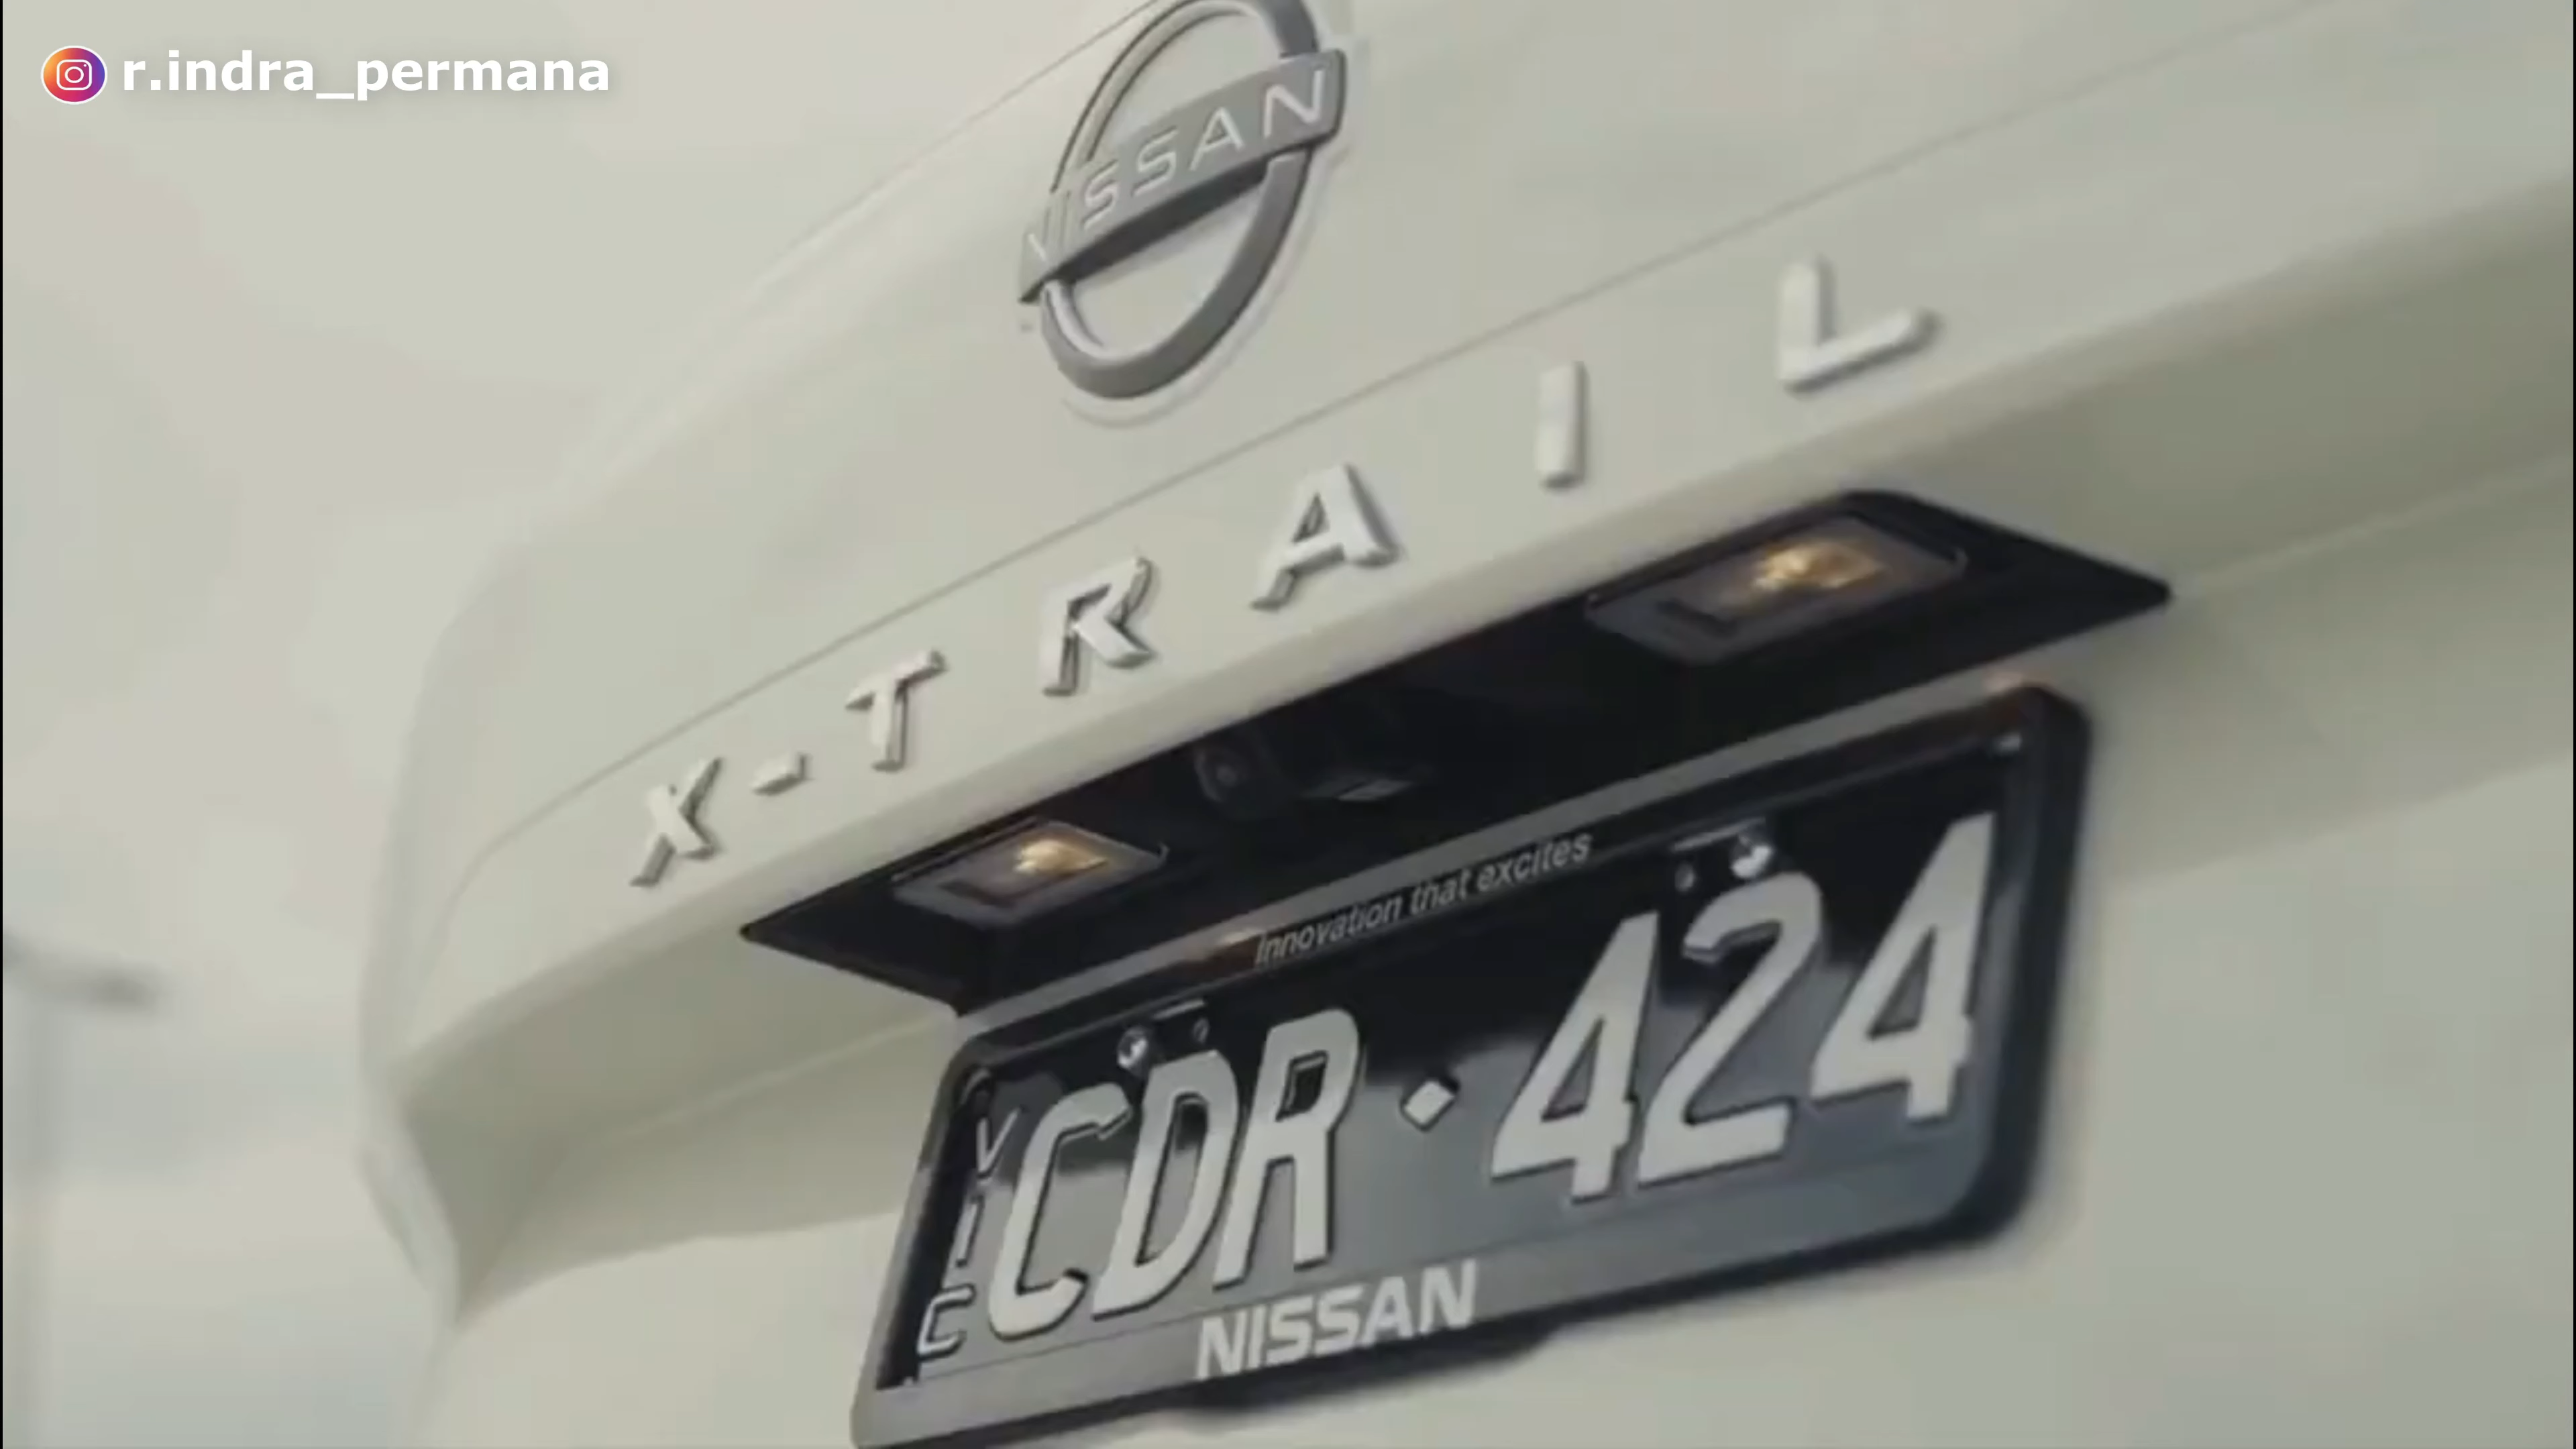 r.indra_permana
NISSAN
X-TRAIL
Innovation that excites
VIC
CDR·424
NISSAN